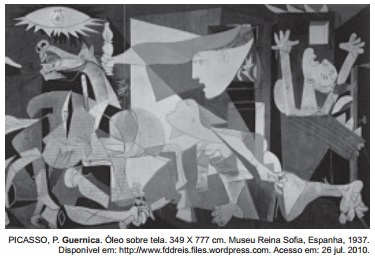 PICASSO, P. Guernica. Óleo sobre tela. 349 X 777 cm. Museu Reina Sofia, Espanha, 1937.
Disponível em: http://www.fddreis.files.wordpress.com. Acesso em: 26 jul. 2010.